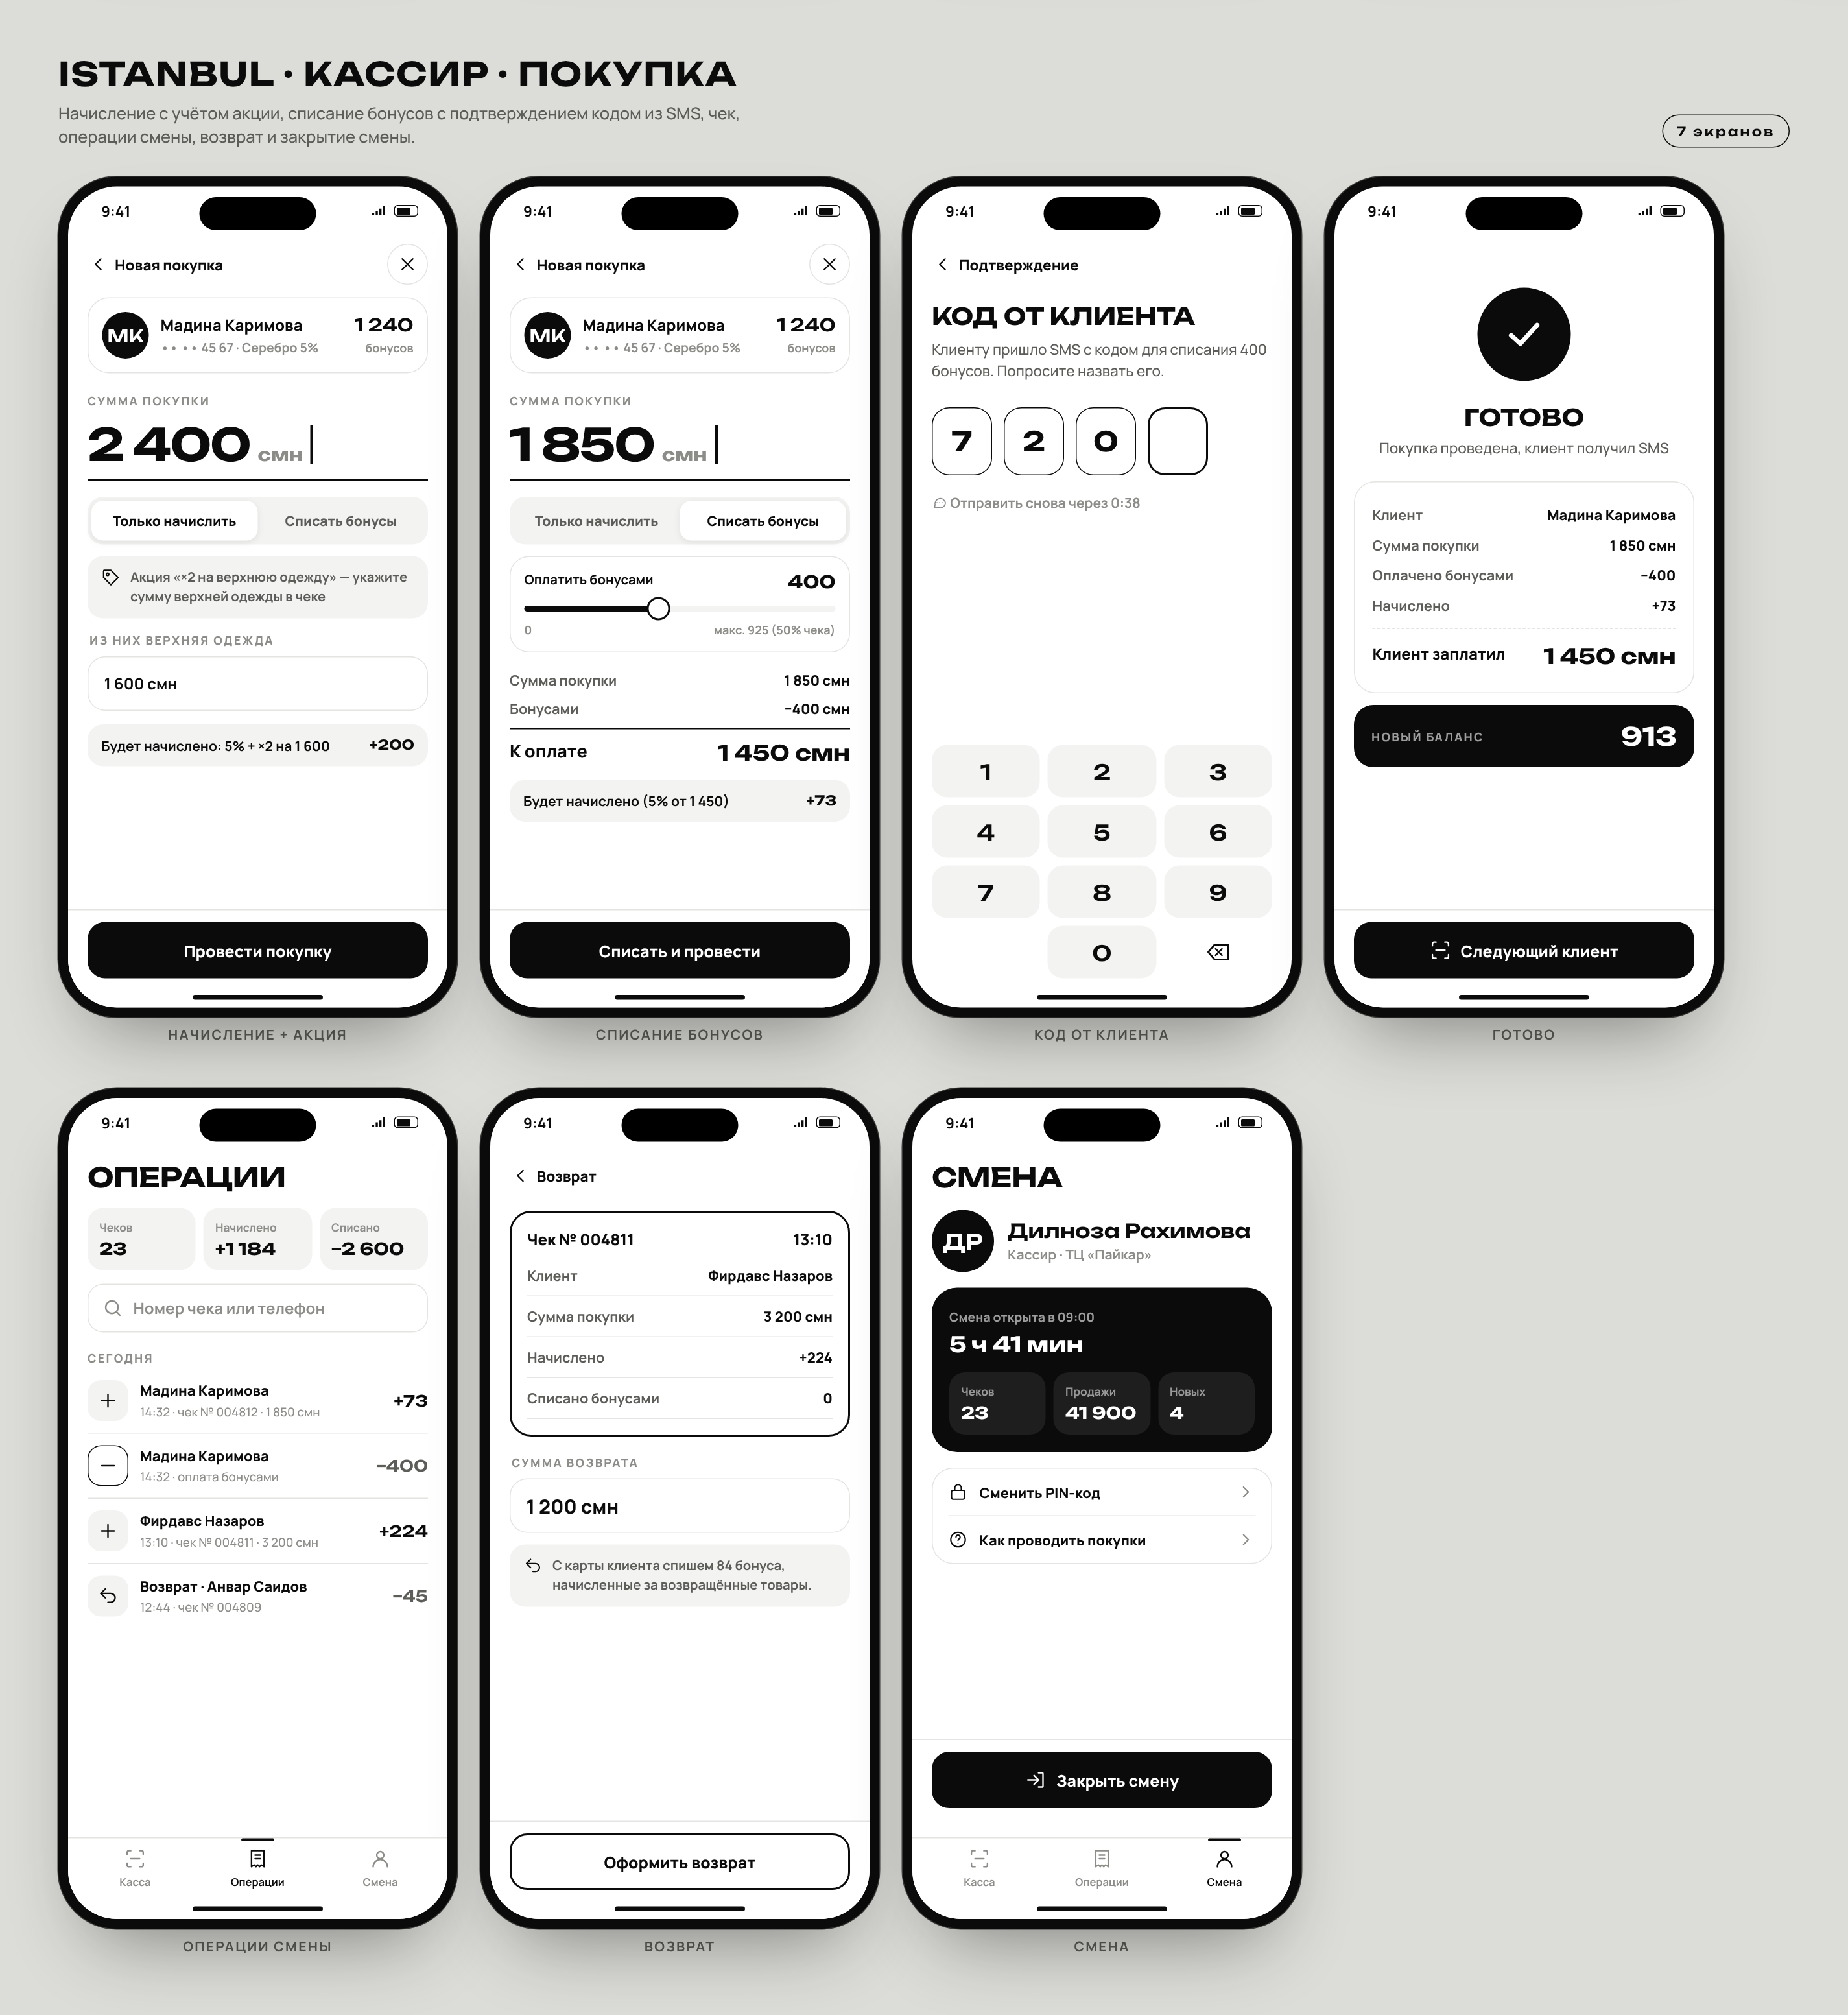 ISTANBUL · КАССИР · ПОКУПКА
Начисление с учётом акции, списание бонусов с подтверждением кодом из SMS, чек,
операции смены, возврат и закрытие смены.
7 экранов
9:41
Новая покупка
МК
Мадина Каримова
1 240
• • • • 45 67 · Серебро 5%
бонусов
СУММА ПОКУПКИ
2 400 смн
Только начислить
Списать бонусы
Акция «×2 на верхнюю одежду» — укажите
сумму верхней одежды в чеке
ИЗ НИХ ВЕРХНЯЯ ОДЕЖДА
1 600 смн
Будет начислено: 5% + ×2 на 1 600
+200
Провести покупку
НАЧИСЛЕНИЕ + АКЦИЯ
9:41
Новая покупка
МК
Мадина Каримова
1 240
• • • • 45 67 · Серебро 5%
бонусов
СУММА ПОКУПКИ
1 850 смн
Только начислить
Списать бонусы
Оплатить бонусами
400
0
макс. 925 (50% чека)
Сумма покупки
1 850 смн
Бонусами
−400 смн
К оплате
1 450 смн
Будет начислено (5% от 1 450)
+73
Списать и провести
СПИСАНИЕ БОНУСОВ
9:41
Подтверждение
КОД ОТ КЛИЕНТА
Клиенту пришло SMS с кодом для списания 400
бонусов. Попросите назвать его.
7 2 0
Отправить снова через 0:38
1 2 3
4 5 6
7 8 9
0
КОД ОТ КЛИЕНТА
9:41
ГОТОВО
Покупка проведена, клиент получил SMS
Клиент
Мадина Каримова
Сумма покупки
1 850 смн
Оплачено бонусами
−400
Начислено
+73
Клиент заплатил
1 450 смн
НОВЫЙ БАЛАНС
913
Следующий клиент
ГОТОВО
9:41
ОПЕРАЦИИ
Чеков
23
Начислено
+1 184
Списано
−2 600
Номер чека или телефон
СЕГОДНЯ
Мадина Каримова
14:32 · чек № 004812 · 1 850 смн
+73
Мадина Каримова
14:32 · оплата бонусами
−400
Фирдавс Назаров
13:10 · чек № 004811 · 3 200 смн
+224
Возврат · Анвар Саидов
12:44 · чек № 004809
−45
Касса
Операции
Смена
ОПЕРАЦИИ СМЕНЫ
9:41
Возврат
Чек № 004811
13:10
Клиент
Фирдавс Назаров
Сумма покупки
3 200 смн
Начислено
+224
Списано бонусами
0
СУММА ВОЗВРАТА
1 200 смн
С карты клиента спишем 84 бонуса,
начисленные за возвращённые товары.
Оформить возврат
ВОЗВРАТ
9:41
СМЕНА
ДР
Дилноза Рахимова
Кассир · ТЦ «Пайкар»
Смена открыта в 09:00
5 ч 41 мин
Чеков
23
Продажи
41 900
Новых
4
Сменить PIN-код
Как проводить покупки
Закрыть смену
Касса
Операции
Смена
СМЕНА